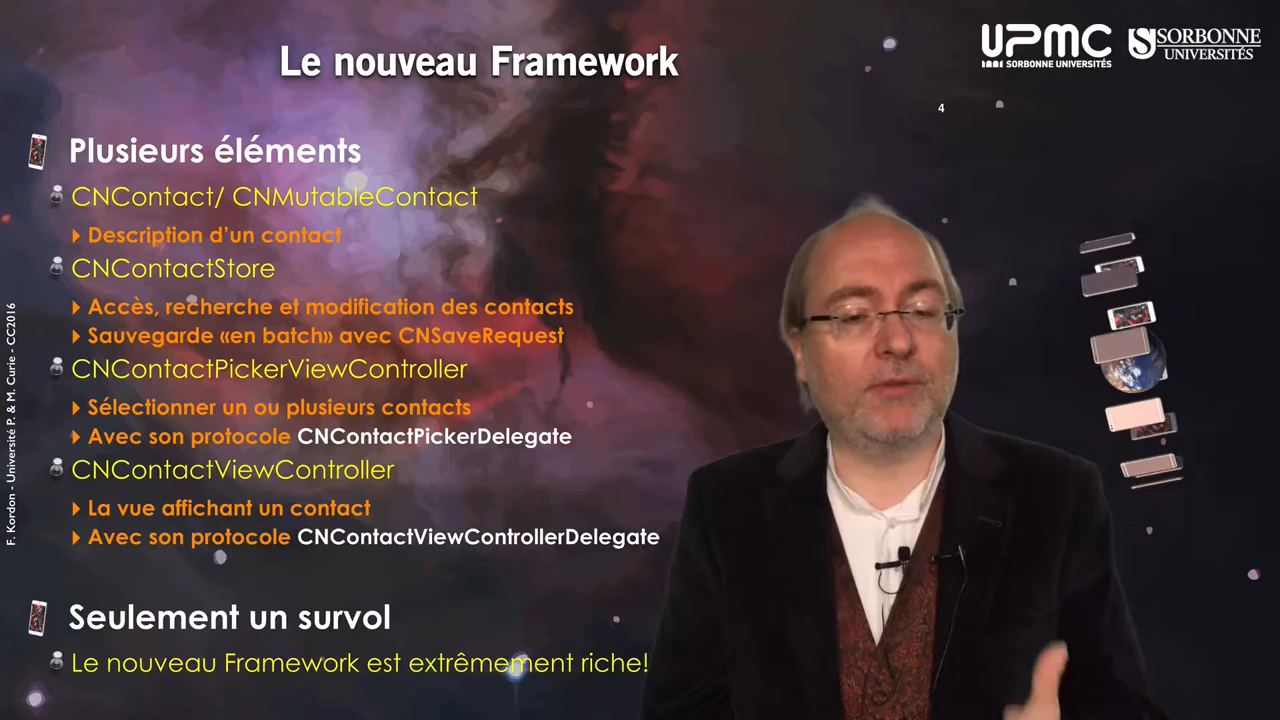 Le nouveau Framework
UPMC
SORBONNE UNIVERSITÉS
SORBONNE
UNIVERSITÉS
4
Plusieurs éléments
CNContact/ CNMutableContact
Description d'un contact
CNContactStore
Accès, recherche et modification des contacts
Sauvegarde «en batch» avec CNSaveRequest
CNContactPickerViewController
Sélectionner un ou plusieurs contacts
Avec son protocole CNContactPickerDelegate
CNContactViewController
La vue affichant un contact
Avec son protocole CNContactViewControllerDelegate
Seulement un survol
Le nouveau Framework est extrêmement riche!
F. Kordon - Université P. & M. Curie - CC2016